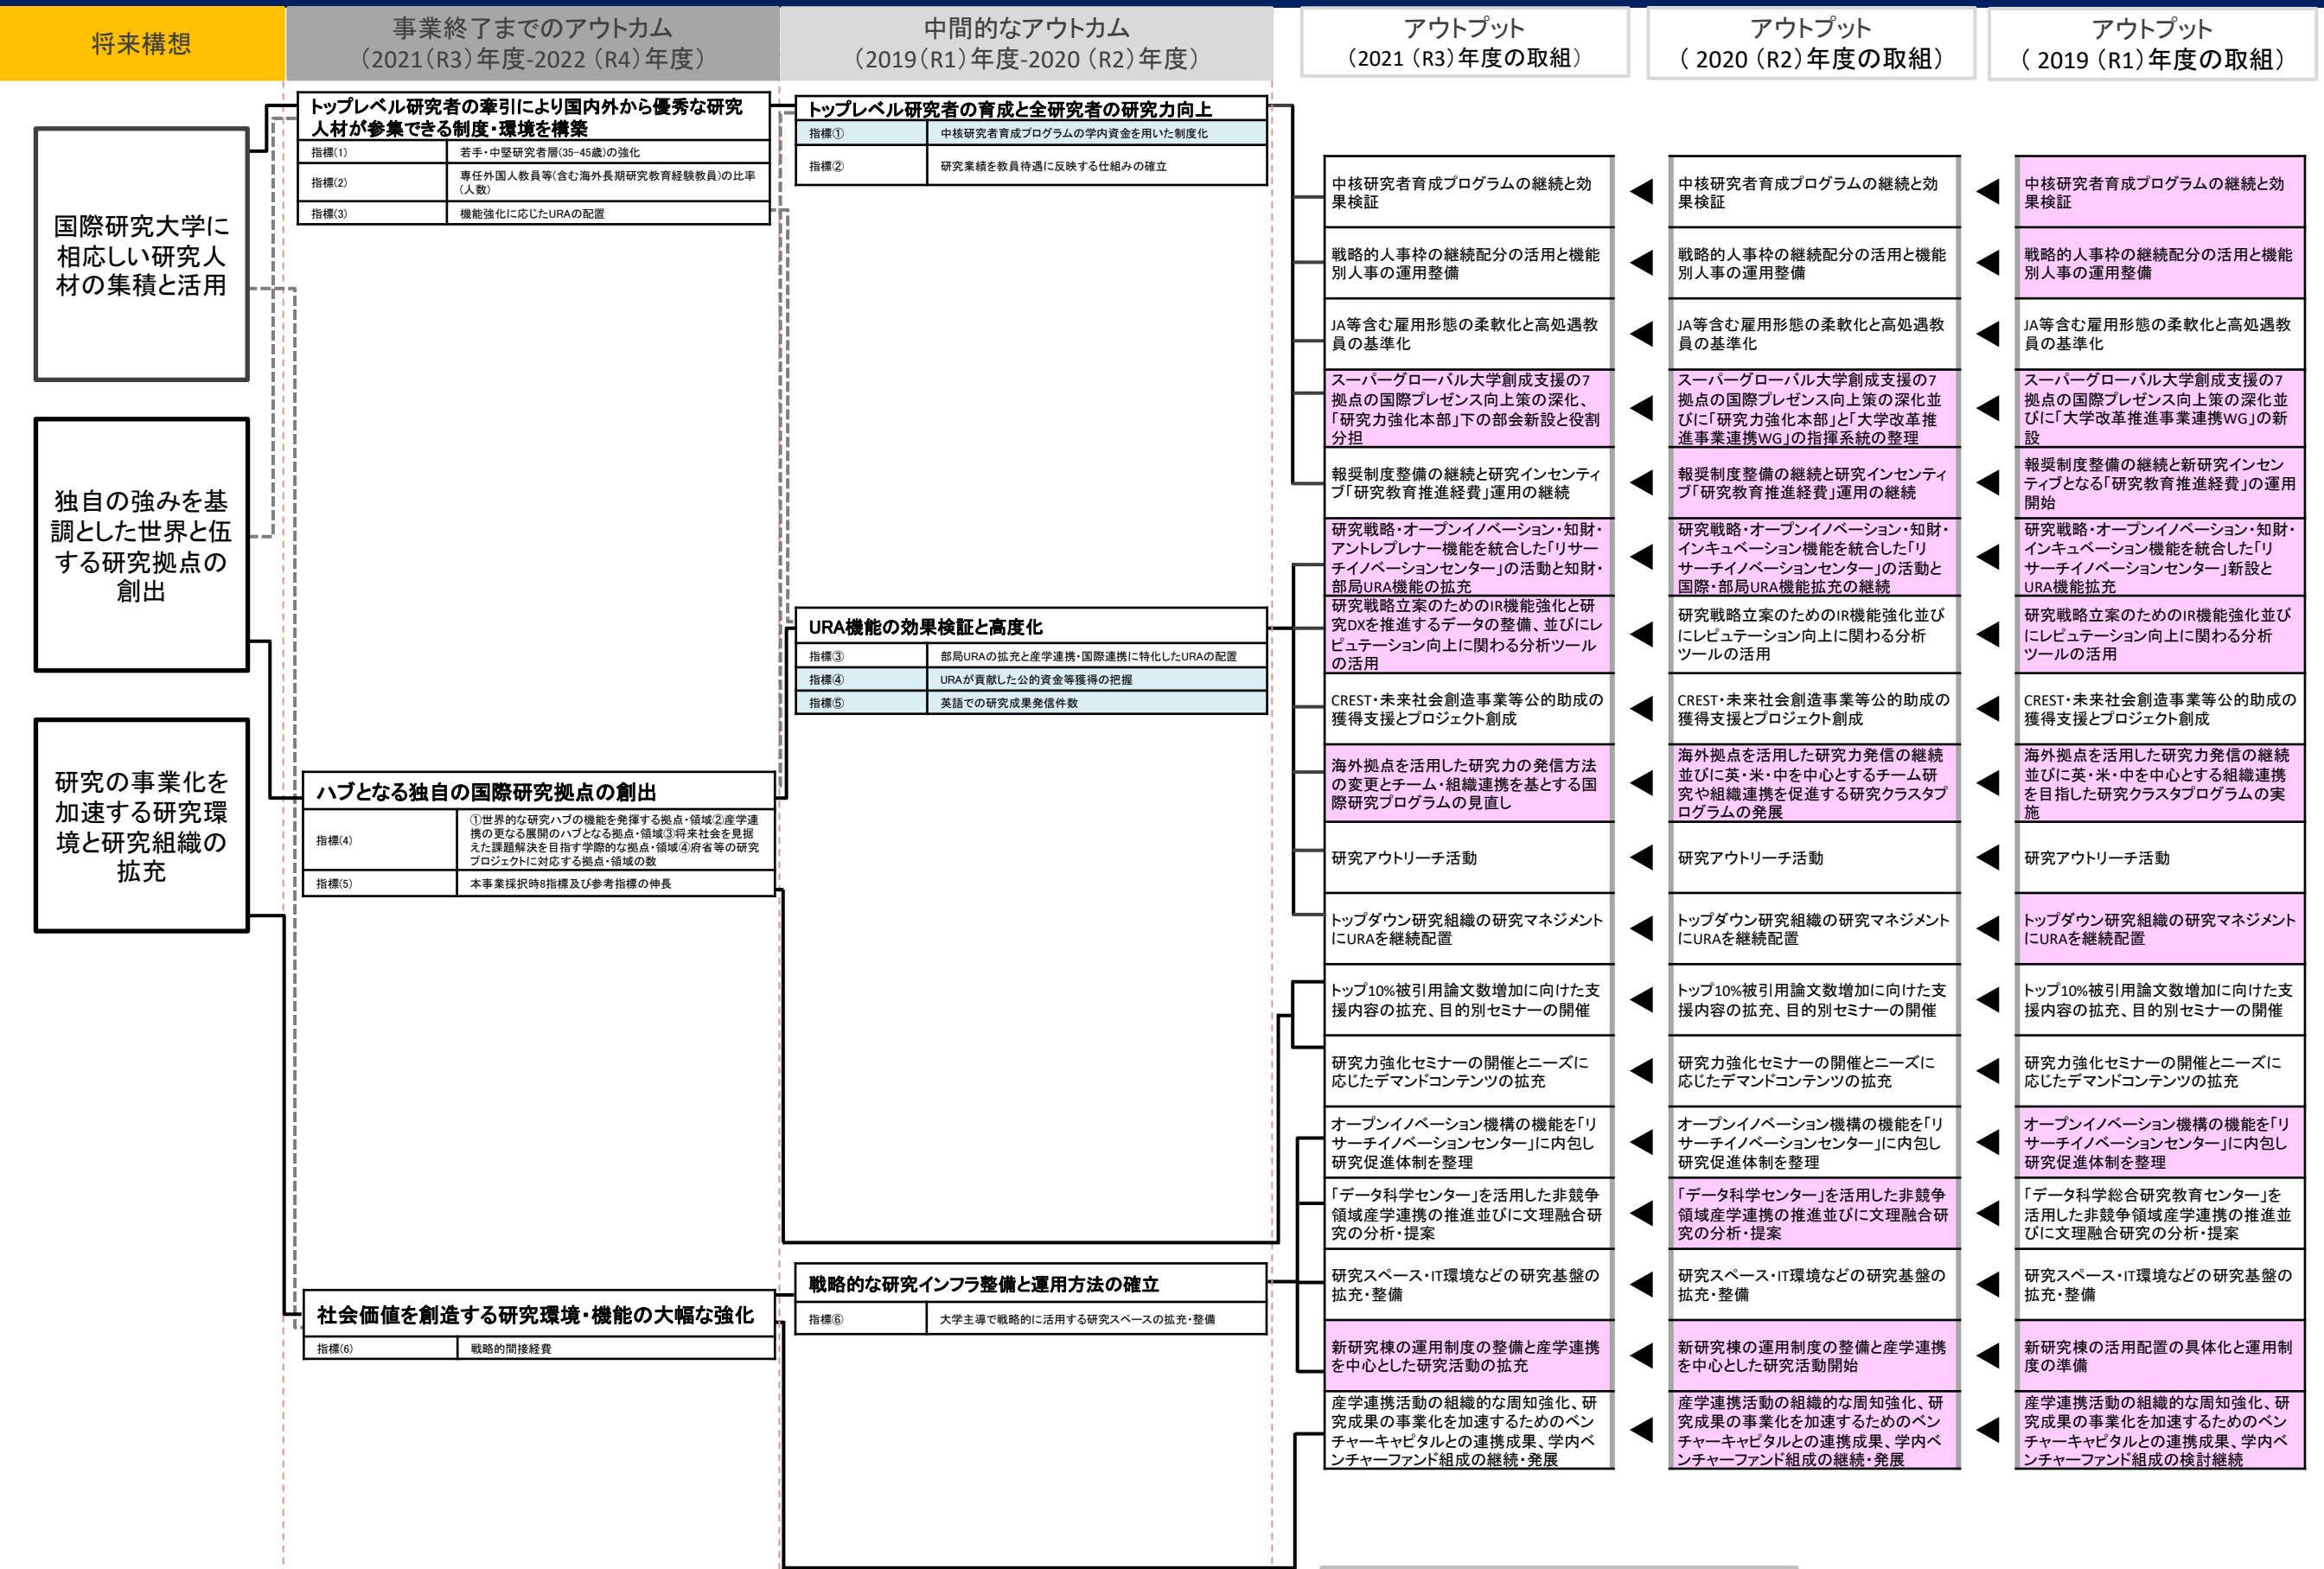 将来構想
事業終了までのアウトカム
（2021（R3）年度-2022（R4）年度）
中間的なアウトカム
（2019（R1）年度-2020（R2）年度）
アウトプット
（2021（R3）年度の取組）
アウトプット
（ 2020（R2）年度の取組）
アウトプット
（ 2019（R1）年度の取組）
国際研究大学に
相応しい研究人
材の集積と活用
独自の強みを基
調とした世界と伍
する研究拠点の
創出
研究の事業化を
加速する研究環
境と研究組織の
拡充
トップレベル研究者の牽引により国内外から優秀な研究
人材が参集できる制度・環境を構築
指標(1)
若手・中堅研究者層(35-45歳)の強化
指標(2)
専任外国人教員等(含む海外長期研究教育経験教員)の比率
(人数)
指標(3)
機能強化に応じたURAの配置
ハブとなる独自の国際研究拠点の創出
指標(4)
①世界的な研究ハブの機能を発揮する拠点・領域②産学連
携の更なる展開のハブとなる拠点・領域③将来社会を見据
えた課題解決を目指す学際的な拠点・領域④府省等の研究
プロジェクトに対応する拠点・領域の数
指標(5)
本事業採択時8指標及び参考指標の伸長
社会価値を創造する研究環境・機能の大幅な強化
指標(6)
戦略的間接経費
トップレベル研究者の育成と全研究者の研究力向上
指標①
中核研究者育成プログラムの学内資金を用いた制度化
指標②
研究業績を教員待遇に反映する仕組みの確立
URA機能の効果検証と高度化
指標③
部局URAの拡充と産学連携・国際連携に特化したURAの配置
指標④
URAが貢献した公的資金等獲得の把握
指標⑤
英語での研究成果発信件数
戦略的な研究インフラ整備と運用方法の確立
指標⑥
大学主導で戦略的に活用する研究スペースの拡充・整備
中核研究者育成プログラムの継続と効
果検証
戦略的人事枠の継続配分の活用と機能
別人事の運用整備
JA等含む雇用形態の柔軟化と高処遇教
員の基準化
スーパーグローバル大学創成支援の7
拠点の国際プレゼンス向上策の深化、
「研究力強化本部」下の部会新設と役割
分担
報奨制度整備の継続と研究インセンティ
ブ「研究教育推進経費」運用の継続
研究戦略・オープンイノベーション・知財・
アントレプレナー機能を統合した「リサー
チイノベーションセンター」の活動と知財・
部局URA機能の拡充
研究戦略立案のためのIR機能強化と研
究DXを推進するデータの整備、並びにレ
ピュテーション向上に関わる分析ツール
の活用
CREST・未来社会創造事業等公的助成の
獲得支援とプロジェクト創成
海外拠点を活用した研究力の発信方法
の変更とチーム・組織連携を基とする国
際研究プログラムの見直し
研究アウトリーチ活動
トップダウン研究組織の研究マネジメント
にURAを継続配置
トップ10%被引用論文数増加に向けた支
援内容の拡充、目的別セミナーの開催
研究力強化セミナーの開催とニーズに
応じたデマンドコンテンツの拡充
オープンイノベーション機構の機能を「リ
サーチイノベーションセンター」に内包し
研究促進体制を整理
「データ科学センター」を活用した非競争
領域産学連携の推進並びに文理融合研
究の分析・提案
研究スペース・IT環境などの研究基盤の
拡充・整備
新研究棟の運用制度の整備と産学連携
を中心とした研究活動の拡充
産学連携活動の組織的な周知強化、研
究成果の事業化を加速するためのベン
チャーキャピタルとの連携成果、学内ベ
ンチャーファンド組成の継続・発展
中核研究者育成プログラムの継続と効
果検証
戦略的人事枠の継続配分の活用と機能
別人事の運用整備
JA等含む雇用形態の柔軟化と高処遇教
員の基準化
スーパーグローバル大学創成支援の7
拠点の国際プレゼンス向上策の深化並
びに「研究力強化本部」と「大学改革推
進事業連携WG」の指揮系統の整理
報奨制度整備の継続と研究インセンティ
ブ「研究教育推進経費」運用の継続
研究戦略・オープンイノベーション・知財・
インキュベーション機能を統合した「リ
サーチイノベーションセンター」の活動と
国際・部局URA機能拡充の継続
研究戦略立案のためのIR機能強化並び
にレピュテーション向上に関わる分析
ツールの活用
CREST・未来社会創造事業等公的助成の
獲得支援とプロジェクト創成
海外拠点を活用した研究力発信の継続
並びに英・米・中を中心とするチーム研
究や組織連携を促進する研究クラスタプ
ログラムの発展
研究アウトリーチ活動
トップダウン研究組織の研究マネジメント
にURAを継続配置
トップ10%被引用論文数増加に向けた支
援内容の拡充、目的別セミナーの開催
研究力強化セミナーの開催とニーズに
応じたデマンドコンテンツの拡充
オープンイノベーション機構の機能を「リ
サーチイノベーションセンター」に内包し
研究促進体制を整理
「データ科学センター」を活用した非競争
領域産学連携の推進並びに文理融合研
究の分析・提案
研究スペース・IT環境などの研究基盤の
拡充・整備
新研究棟の運用制度の整備と産学連携
を中心とした研究活動開始
産学連携活動の組織的な周知強化、研
究成果の事業化を加速するためのベン
チャーキャピタルとの連携成果、学内ベ
ンチャーファンド組成の継続・発展
中核研究者育成プログラムの継続と効
果検証
戦略的人事枠の継続配分の活用と機能
別人事の運用整備
JA等含む雇用形態の柔軟化と高処遇教
員の基準化
スーパーグローバル大学創成支援の7
拠点の国際プレゼンス向上策の深化並
びに「大学改革推進事業連携WG」の新
設
報奨制度整備の継続と新研究インセン
ティブとなる「研究教育推進経費」の運用
開始
研究戦略・オープンイノベーション・知財・
インキュベーション機能を統合した「リ
サーチイノベーションセンター」新設と
URA機能拡充
研究戦略立案のためのIR機能強化並び
にレピュテーション向上に関わる分析
ツールの活用
CREST・未来社会創造事業等公的助成の
獲得支援とプロジェクト創成
海外拠点を活用した研究力発信の継続
並びに英・米・中を中心とする組織連携
を目指した研究クラスタプログラムの実
施
研究アウトリーチ活動
トップダウン研究組織の研究マネジメント
にURAを継続配置
トップ10%被引用論文数増加に向けた支
援内容の拡充、目的別セミナーの開催
研究力強化セミナーの開催とニーズに
応じたデマンドコンテンツの拡充
オープンイノベーション機構の機能を「リ
サーチイノベーションセンター」に内包し
研究促進体制を整理
「データ科学総合研究教育センター」を
活用した非競争領域産学連携の推進並
びに文理融合研究の分析・提案
研究スペース・IT環境などの研究基盤の
拡充・整備
新研究棟の活用配置の具体化と運用制
度の準備
産学連携活動の組織的な周知強化、研
究成果の事業化を加速するためのベン
チャーキャピタルとの連携成果、学内ベ
ンチャーファンド組成の検討継続